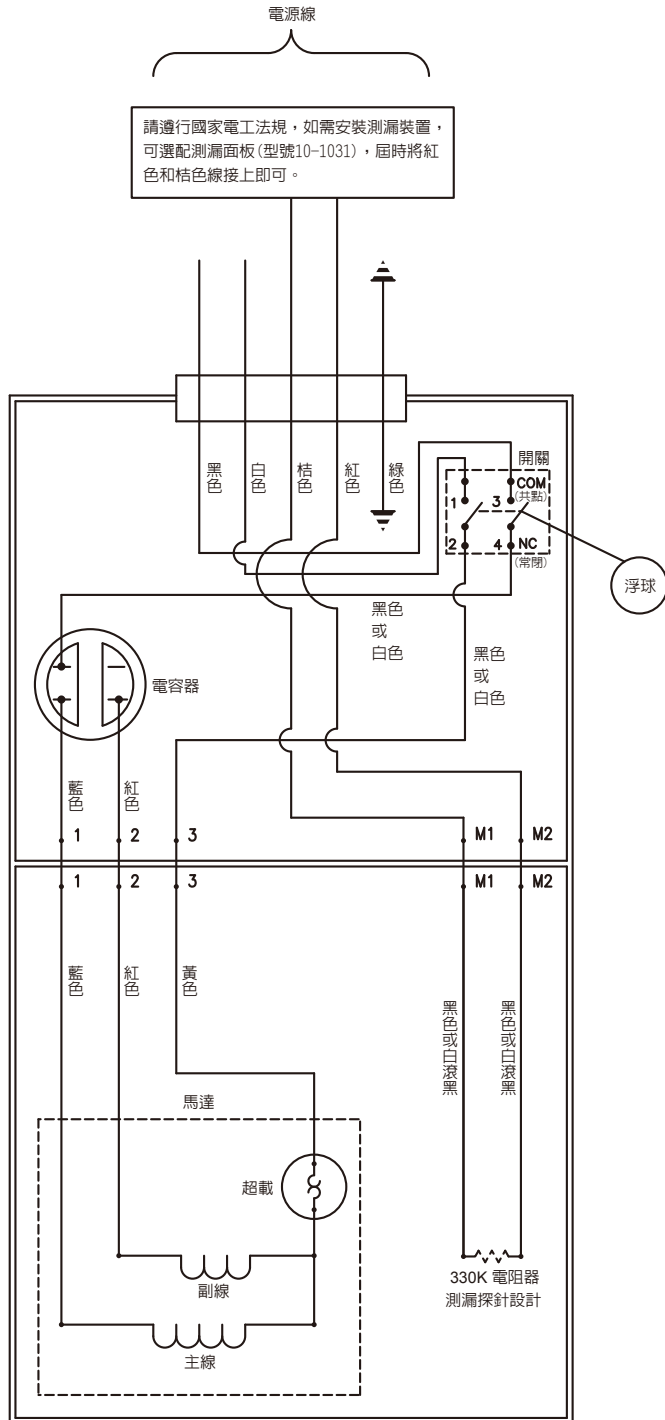 電源線
請遵行國家電工法規，如需安裝測漏裝置，
可選配測漏面板(型號10-1031)，屆時將紅
色和桔色線接上即可。
黑色
白色
桔色
紅色
綠色
開關
COM
(共點)
1
3
2
4
NC
(常閉)
浮球
黑色
或
白色
黑色
或
白色
電容器
藍色
紅色
1
2
3
M1
M2
1
2
3
M1
M2
藍色
紅色
黃色
黑色或白滾黑
黑色或白滾黑
馬達
超載
副線
主線
330K 電阻器
測漏探針設計